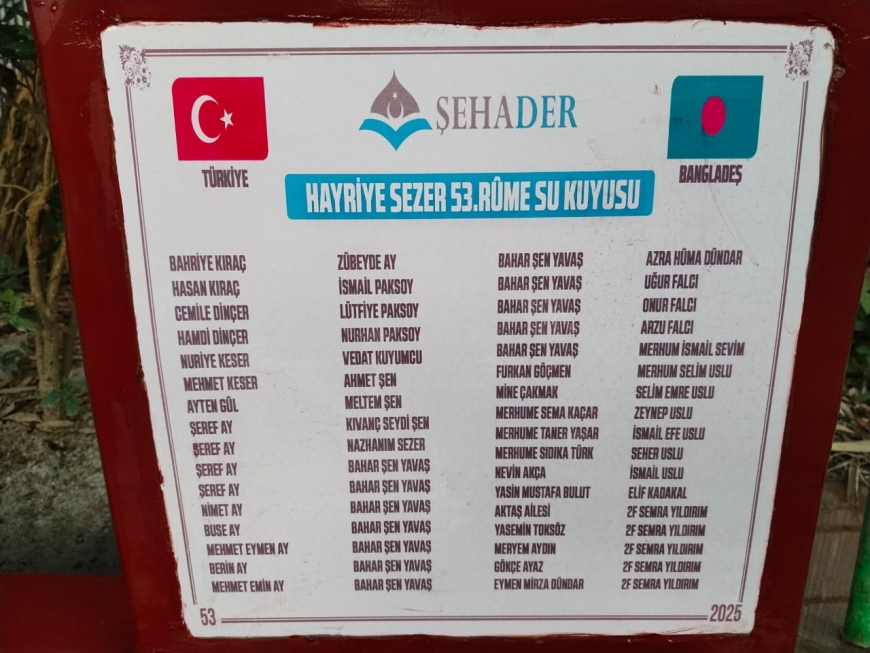 ŞEHADER
TÜRKİYE
BANGLADEŞ
HAYRİYE SEZER 53.RÛME SU KUYUSU
BAHRİYE KIRAÇ
HASAN KIRAÇ
CEMİLE DİNÇER
HAMDİ DİNÇER
NURİYE KESER
MEHMET KESER
AYTEN GÜL
ŞEREF AY
ŞEREF AY
ŞEREF AY
ŞEREF AY
NİMET AY
BUSE AY
MEHMET EYMEN AY
BERİN AY
MEHMET EMİN AY
ZÜBEYDE AY
İSMAİL PAKSOY
LÜTFİYE PAKSOY
NURHAN PAKSOY
VEDAT KUYUMCU
AHMET ŞEN
MELTEM ŞEN
KIVANÇ SEYDİ ŞEN
NAZHANIM SEZER
BAHAR ŞEN YAVAŞ
BAHAR ŞEN YAVAŞ
BAHAR ŞEN YAVAŞ
BAHAR ŞEN YAVAŞ
BAHAR ŞEN YAVAŞ
BAHAR ŞEN YAVAŞ
BAHAR ŞEN YAVAŞ
BAHAR ŞEN YAVAŞ
BAHAR ŞEN YAVAŞ
BAHAR ŞEN YAVAŞ
BAHAR ŞEN YAVAŞ
BAHAR ŞEN YAVAŞ
FURKAN GÖÇMEN
MİNE ÇAKMAK
MERHUME SEMA KAÇAR
MERHUME TANER YAŞAR
MERHUME SIDIKA TÜRK
NEVİN AKÇA
YASİN MUSTAFA BULUT
AKTAŞ AİLESİ
YASEMİN TOKSÖZ
MERYEM AYDIN
GÖKÇE AYAZ
EYMEN MİRZA DÜNDAR
AZRA HÜMA DÜNDAR
UĞUR FALCI
ONUR FALCI
ARZU FALCI
MERHUM İSMAİL SEVİM
MERHUM SELİM USLU
SELİM EMRE USLU
ZEYNEP USLU
İSMAİL EFE USLU
SEHER USLU
İSMAİL USLU
ELİF KADAKAL
2F SEMRA YILDIRIM
2F SEMRA YILDIRIM
2F SEMRA YILDIRIM
2F SEMRA YILDIRIM
2F SEMRA YILDIRIM
53
2025